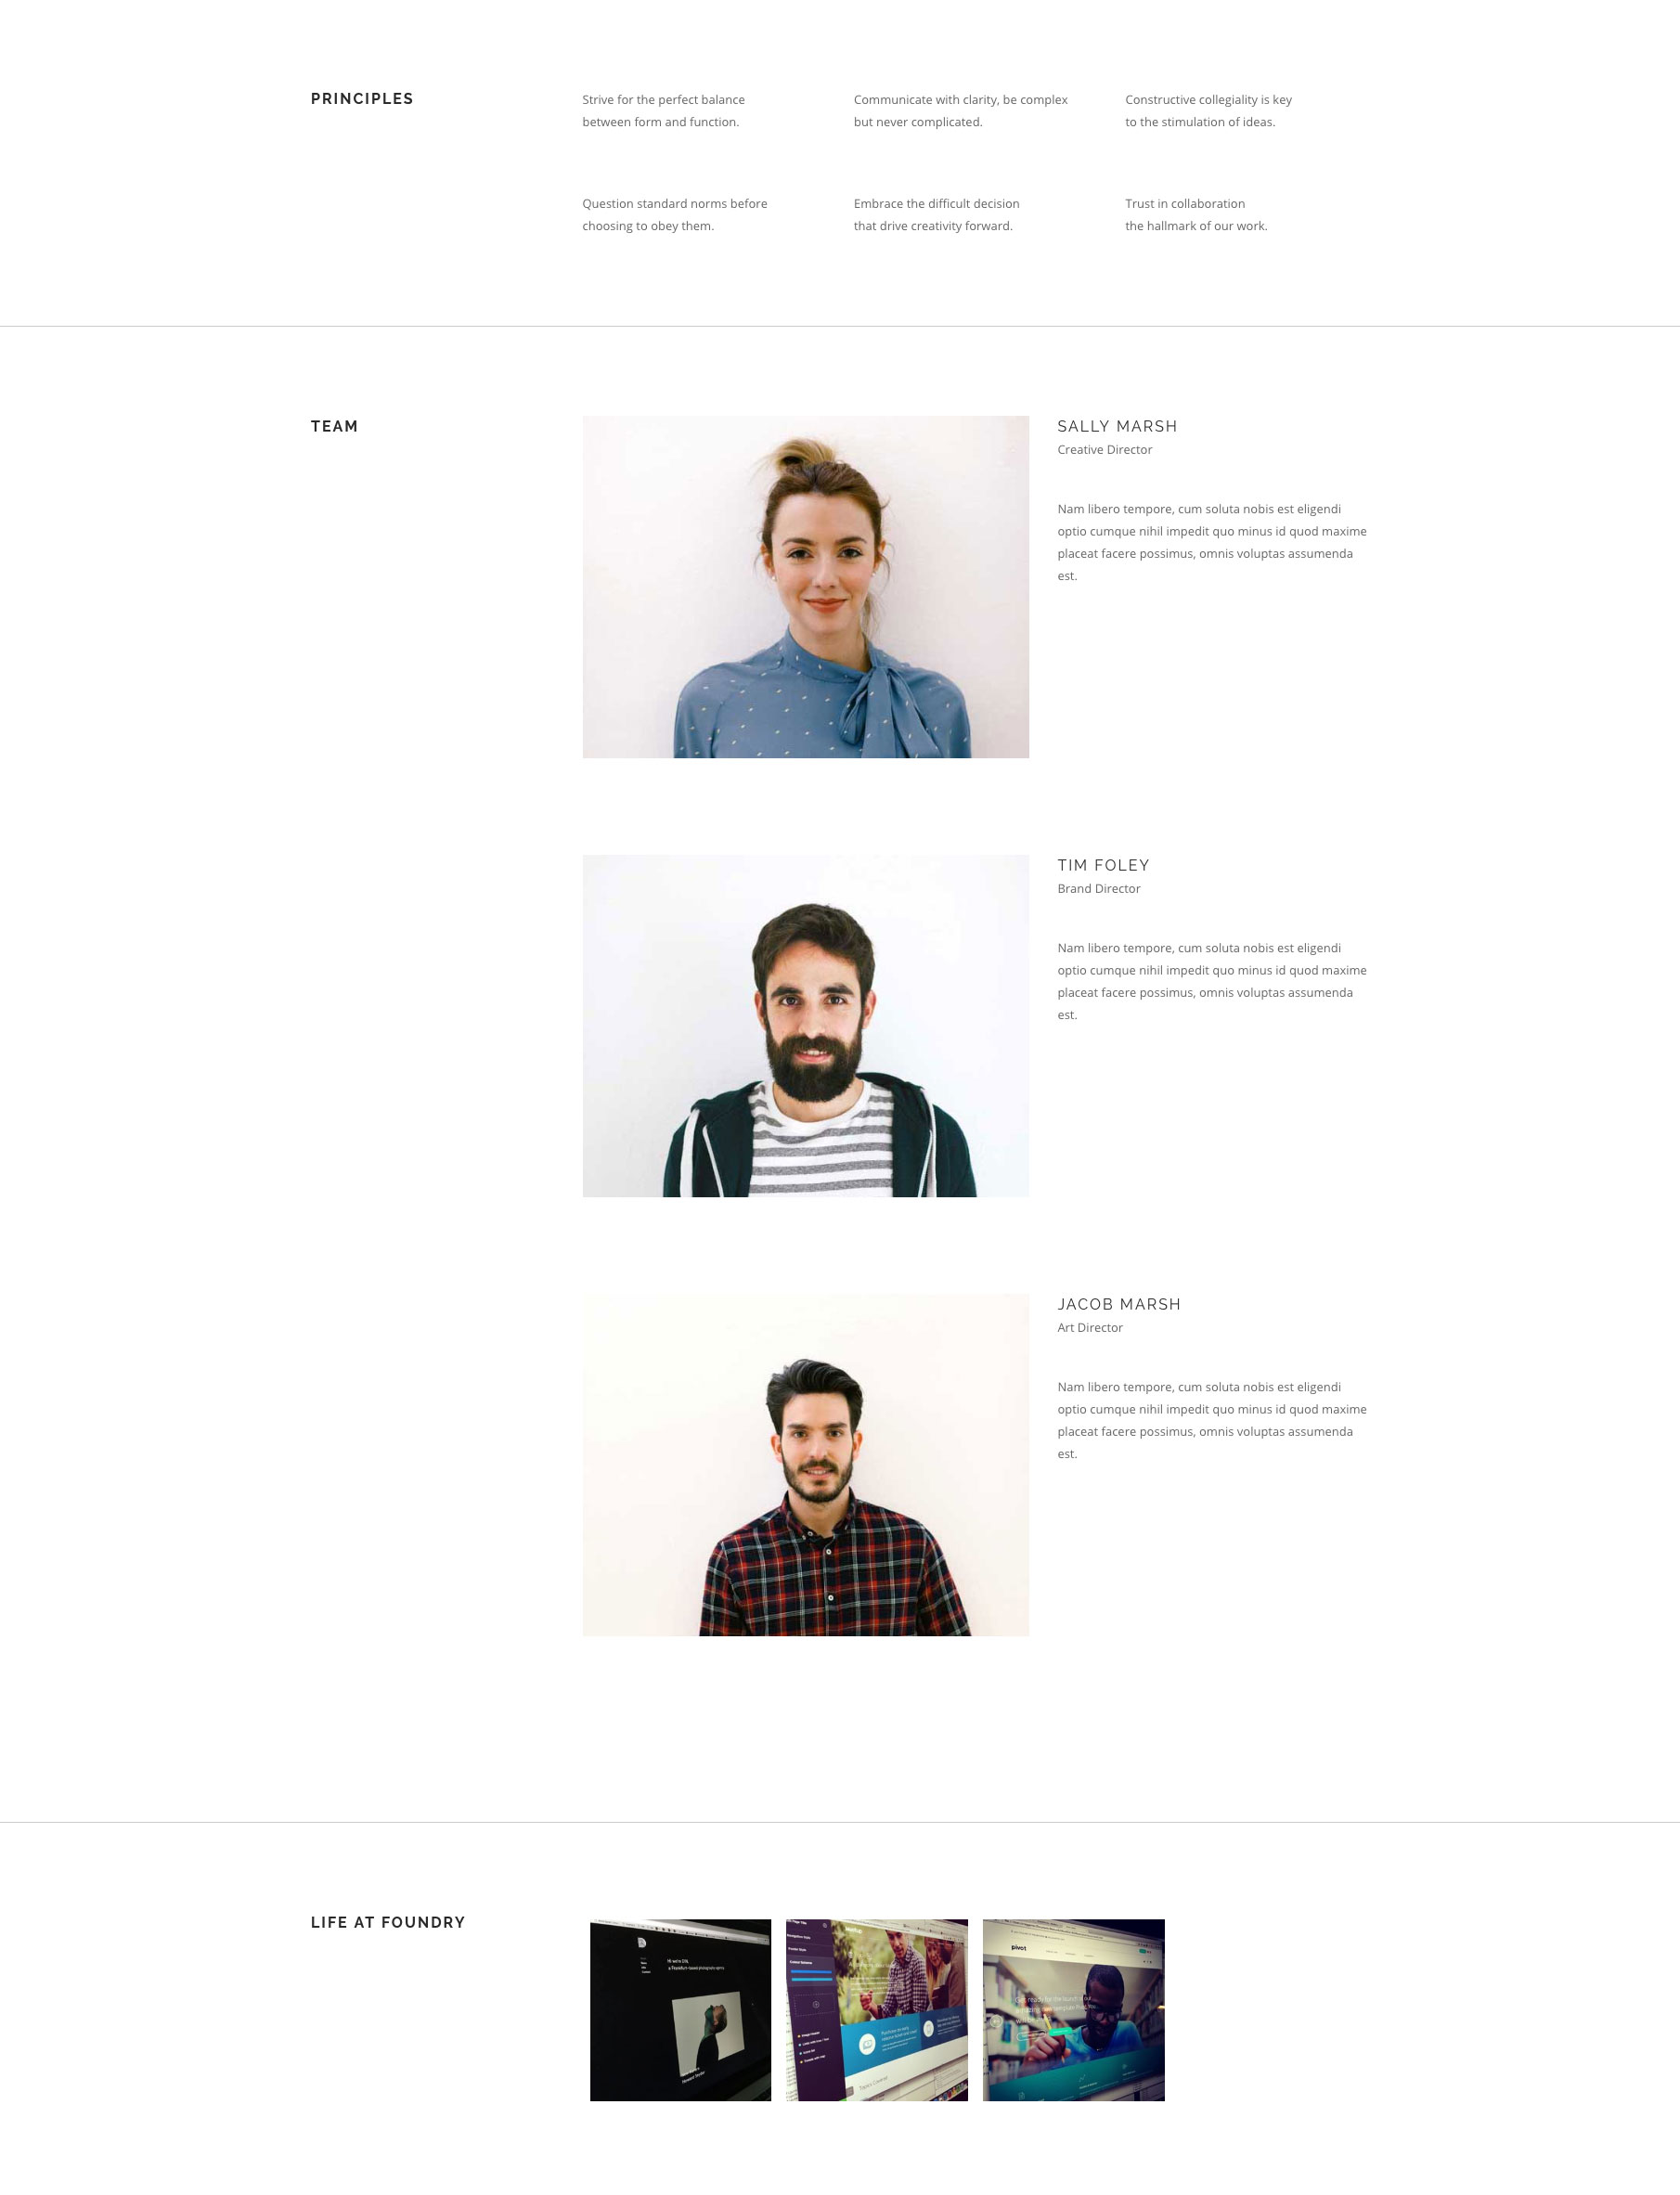 PRINCIPLES
Strive for the perfect balance
between form and function.
Communicate with clarity, be complex
but never complicated.
Constructive collegiality is key
to the stimulation of ideas.
Question standard norms before
choosing to obey them.
Embrace the difficult decision
that drive creativity forward.
Trust in collaboration
the hallmark of our work.
TEAM
SALLY MARSH
Creative Director
Nam libero tempore, cum soluta nobis est eligendi
optio cumque nihil impedit quo minus id quod maxime
placeat facere possimus, omnis voluptas assumenda
est.
TIM FOLEY
Brand Director
Nam libero tempore, cum soluta nobis est eligendi
optio cumque nihil impedit quo minus id quod maxime
placeat facere possimus, omnis voluptas assumenda
est.
JACOB MARSH
Art Director
Nam libero tempore, cum soluta nobis est eligendi
optio cumque nihil impedit quo minus id quod maxime
placeat facere possimus, omnis voluptas assumenda
est.
LIFE AT FOUNDRY
pivot